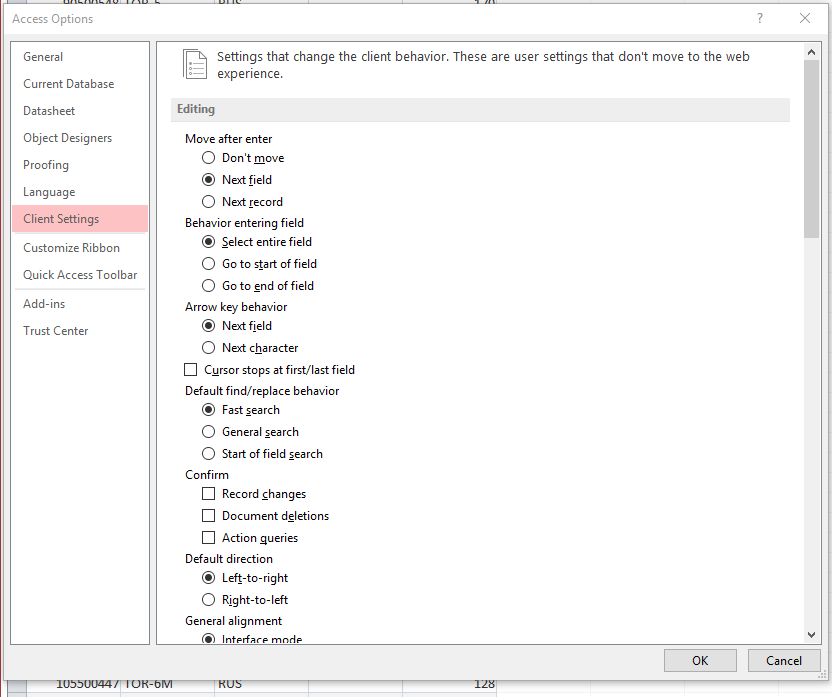 Access Options
?
General
Current Database
Datasheet
Object Designers
Proofing
Language
Client Settings
Customize Ribbon
Quick Access Toolbar
Add-ins
Trust Center
Settings that change the client behavior. These are user settings that don't move to the web
experience.
Editing
Move after enter
Don't move
Next field
Next record
Behavior entering field
Select entire field
Go to start of field
Go to end of field
Arrow key behavior
Next field
Next character
Cursor stops at first/last field
Default find/replace behavior
Fast search
General search
Start of field search
Confirm
Record changes
Document deletions
Action queries
Default direction
Left-to-right
Right-to-left
General alignment
Interface mode
OK Cancel
105500447 TOR-6M RUS 128